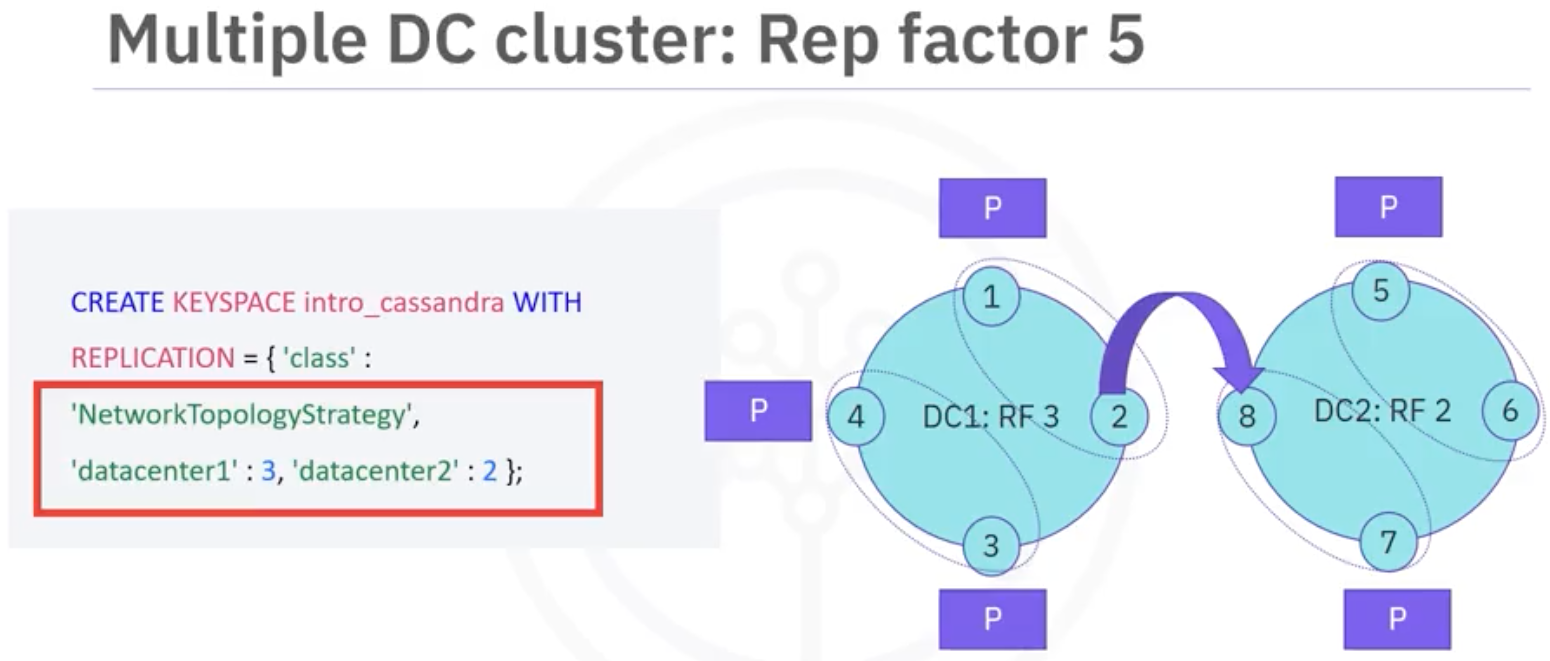 Multiple DC cluster: Rep factor 5
CREATE KEYSPACE intro_cassandra WITH
REPLICATION = { 'class' :
'NetworkTopologyStrategy',
'datacenter1' : 3, 'datacenter2' : 2 };
P
P
1
5
P
4
DC1: RF 3
2
8
DC2: RF 2
6
3
7
P
P